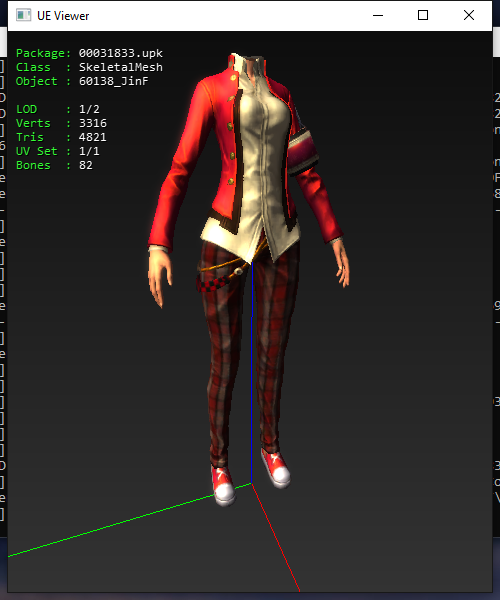 UE Viewer
Package: 00031833.upk
Class  : SkeletalMesh
Object : 60138_JinF
LOD    : 1/2
Verts  : 3316
Tris   : 4821
UV Set : 1/1
Bones  : 82